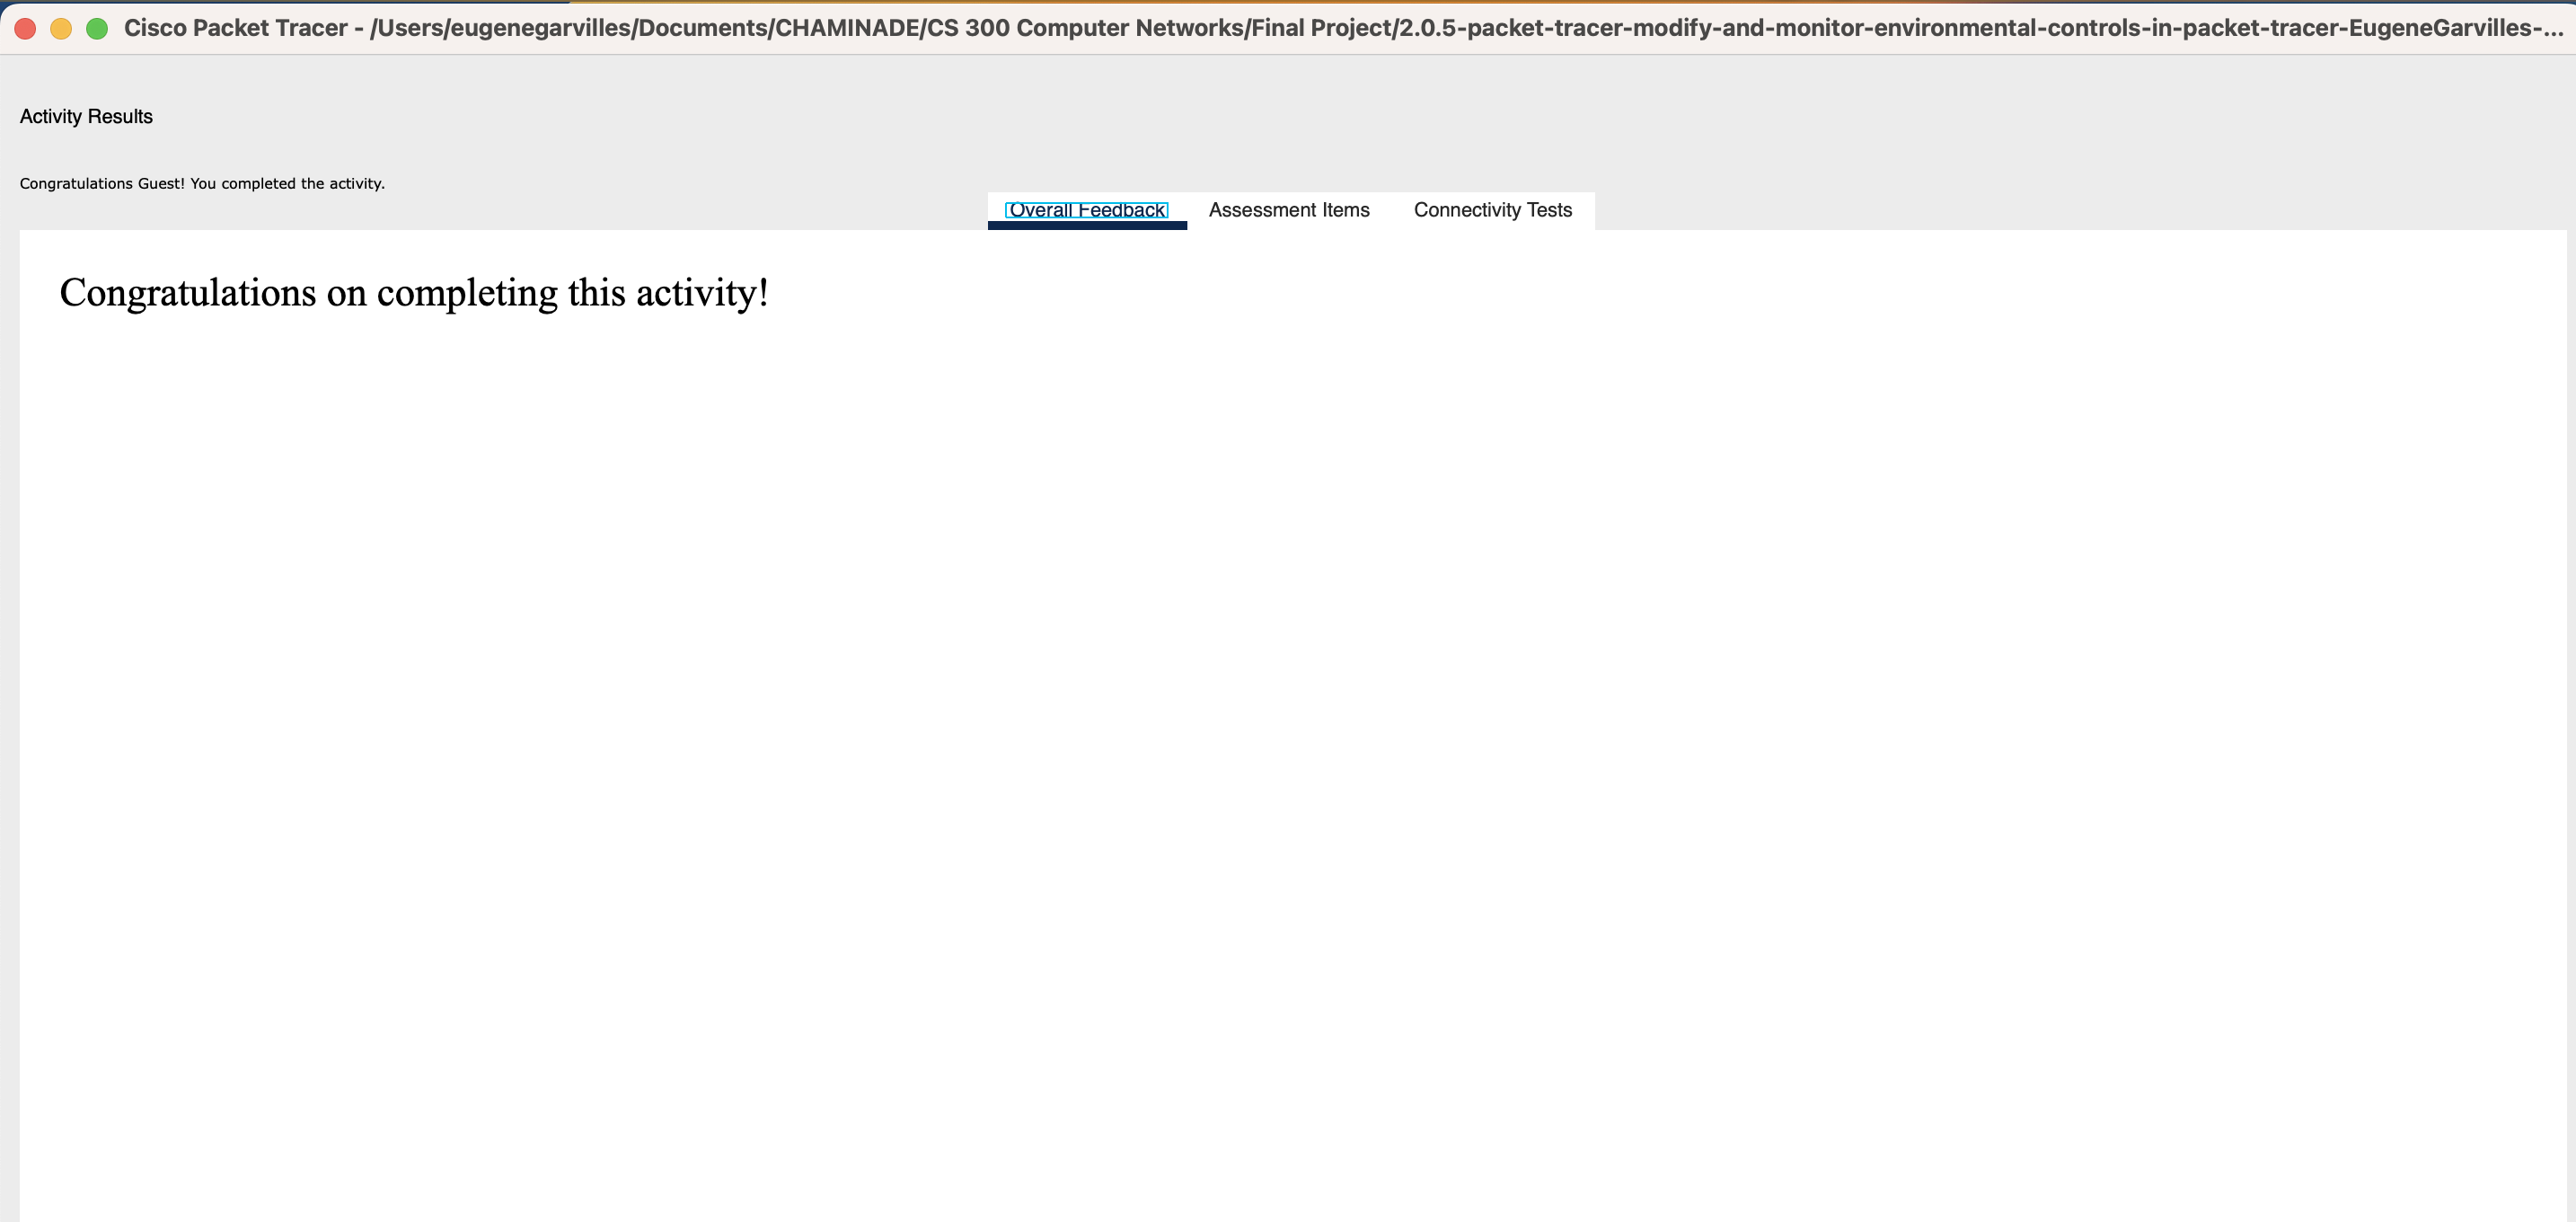 Cisco Packet Tracer - /Users/eugenegarvilles/Documents/CHAMINADE/CS 300 Computer Networks/Final Project/2.0.5-packet-tracer-modify-and-monitor-environmental-controls-in-packet-tracer-EugeneGarvilles-...
Activity Results
Congratulations Guest! You completed the activity.
Overall Feedback Assessment Items Connectivity Tests
Congratulations on completing this activity!